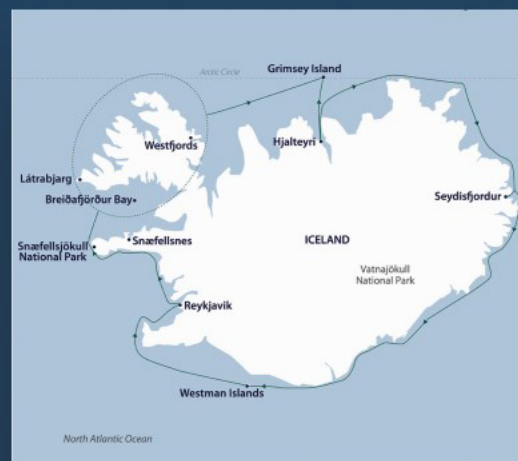 Arctic Circle
Grimsey Island
Westfjords
Hjalteyri
Látrabjarg
Breiðafjörður Bay
Seydisfjordur
Snæfellsnes
ICELAND
Snæfellsjökull
National Park
Vatnajökull
National Park
Reykjavík
Westman Islands
North Atlantic Ocean